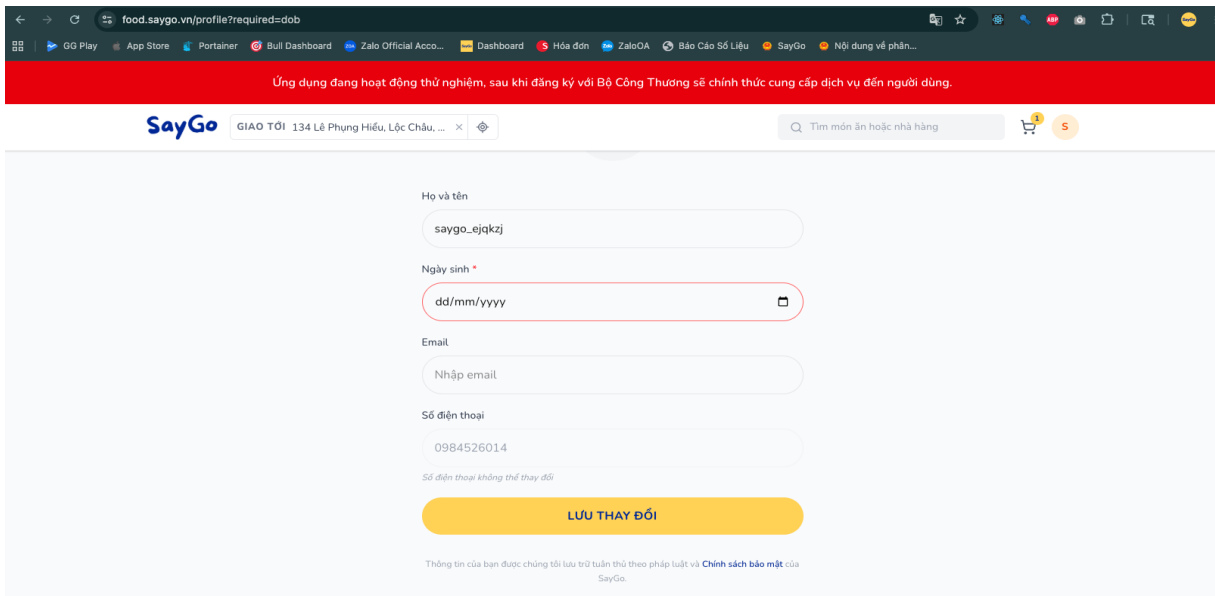 food.saygo.vn/profile?required=dob
GG Play App Store Portainer Bull Dashboard Zalo Official Acco... Dashboard Hóa đơn ZaloOA Báo Cáo Số Liệu SayGo Nội dung về phần...
Ứng dụng đang hoạt động thử nghiệm, sau khi đăng ký với Bộ Công Thương sẽ chính thức cung cấp dịch vụ đến người dùng.
SayGo GIAO TỚI 134 Lê Phụng Hiểu, Lộc Châu, ... × Tìm món ăn hoặc nhà hàng 1 S
Họ và tên
saygo_ejqkzj
Ngày sinh *
dd/mm/yyyy
Email
Nhập email
Số điện thoại
0984526014
Số điện thoại không thể thay đổi
LƯU THAY ĐỔI
Thông tin của bạn được chúng tôi lưu trữ tuân thủ theo pháp luật và Chính sách bảo mật của
SayGo.